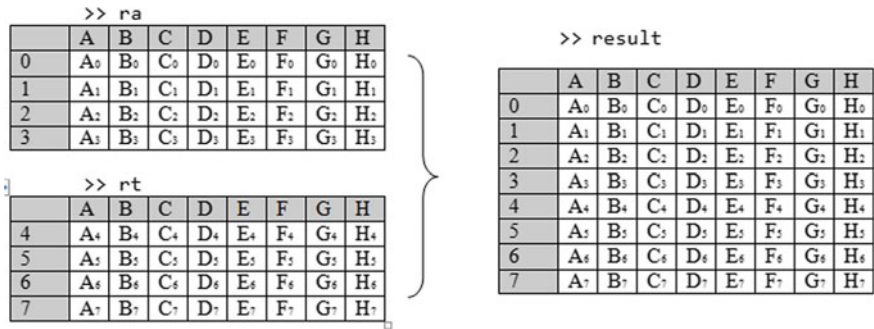 >> ra
A B C D E F G H
0 A₀ B₀ C₀ D₀ E₀ F₀ G₀ H₀
1 A₁ B₁ C₁ D₁ E₁ F₁ G₁ H₁
2 A₂ B₂ C₂ D₂ E₂ F₂ G₂ H₂
3 A₃ B₃ C₃ D₃ E₃ F₃ G₃ H₃
>> rt
A B C D E F G H
4 A₄ B₄ C₄ D₄ E₄ F₄ G₄ H₄
5 A₅ B₅ C₅ D₅ E₅ F₅ G₅ H₅
6 A₆ B₆ C₆ D₆ E₆ F₆ G₆ H₆
7 A₇ B₇ C₇ D₇ E₇ F₇ G₇ H₇
>> result
A B C D E F G H
0 A₀ B₀ C₀ D₀ E₀ F₀ G₀ H₀
1 A₁ B₁ C₁ D₁ E₁ F₁ G₁ H₁
2 A₂ B₂ C₂ D₂ E₂ F₂ G₂ H₂
3 A₃ B₃ C₃ D₃ E₃ F₃ G₃ H₃
4 A₄ B₄ C₄ D₄ E₄ F₄ G₄ H₄
5 A₅ B₅ C₅ D₅ E₅ F₅ G₅ H₅
6 A₆ B₆ C₆ D₆ E₆ F₆ G₆ H₆
7 A₇ B₇ C₇ D₇ E₇ F₇ G₇ H₇